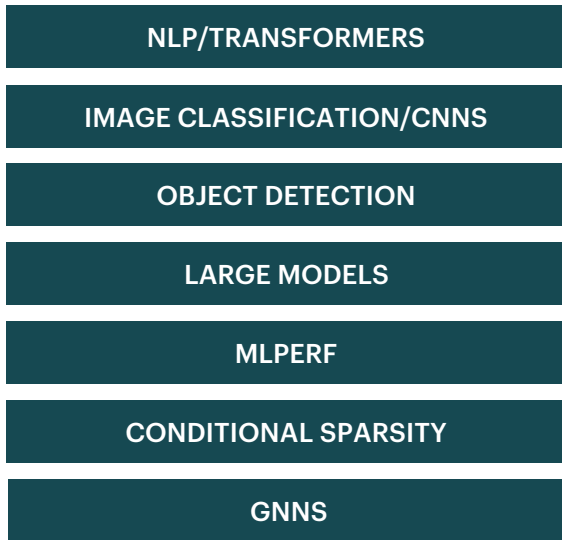 NLP/TRANSFORMERS
IMAGE CLASSIFICATION/CNNS
OBJECT DETECTION
LARGE MODELS
MLPERF
CONDITIONAL SPARSITY
GNNS